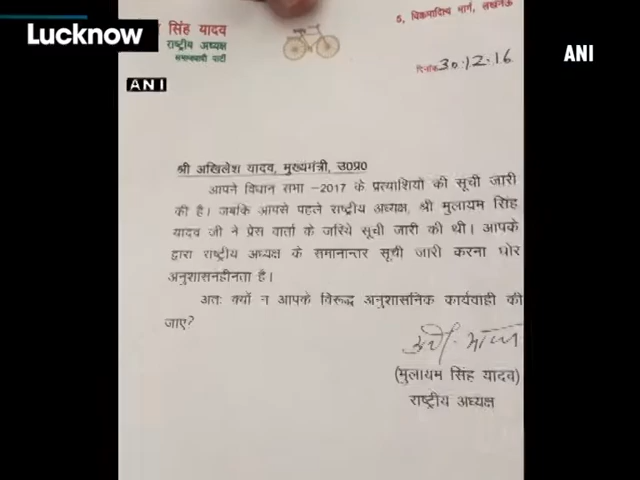 Lucknow
ANI
ANI
सिंह यादव
राष्ट्रीय अध्यक्ष
समाजवादी पार्टी
5, विक्रमादित्य मार्ग, लखनऊ
दिनांक 30.12.16
श्री अखिलेश यादव, मुख्यमंत्री, उ0प्र0
आपने विधान सभा –2017 के प्रत्याशियों की सूची जारी
की है। जबकि आपसे पहले राष्ट्रीय अध्यक्ष, श्री मुलायम सिंह
यादव जी ने प्रेस वार्ता के जरिये सूची जारी की थी। आपके
द्वारा राष्ट्रीय अध्यक्ष के समानान्तर सूची जारी करना घोर
अनुशासनहीनता है।
अतः क्यों न आपके विरूद्ध अनुशासनिक कार्यवाही की
जाए?
(मुलायम सिंह यादव)
राष्ट्रीय अध्यक्ष